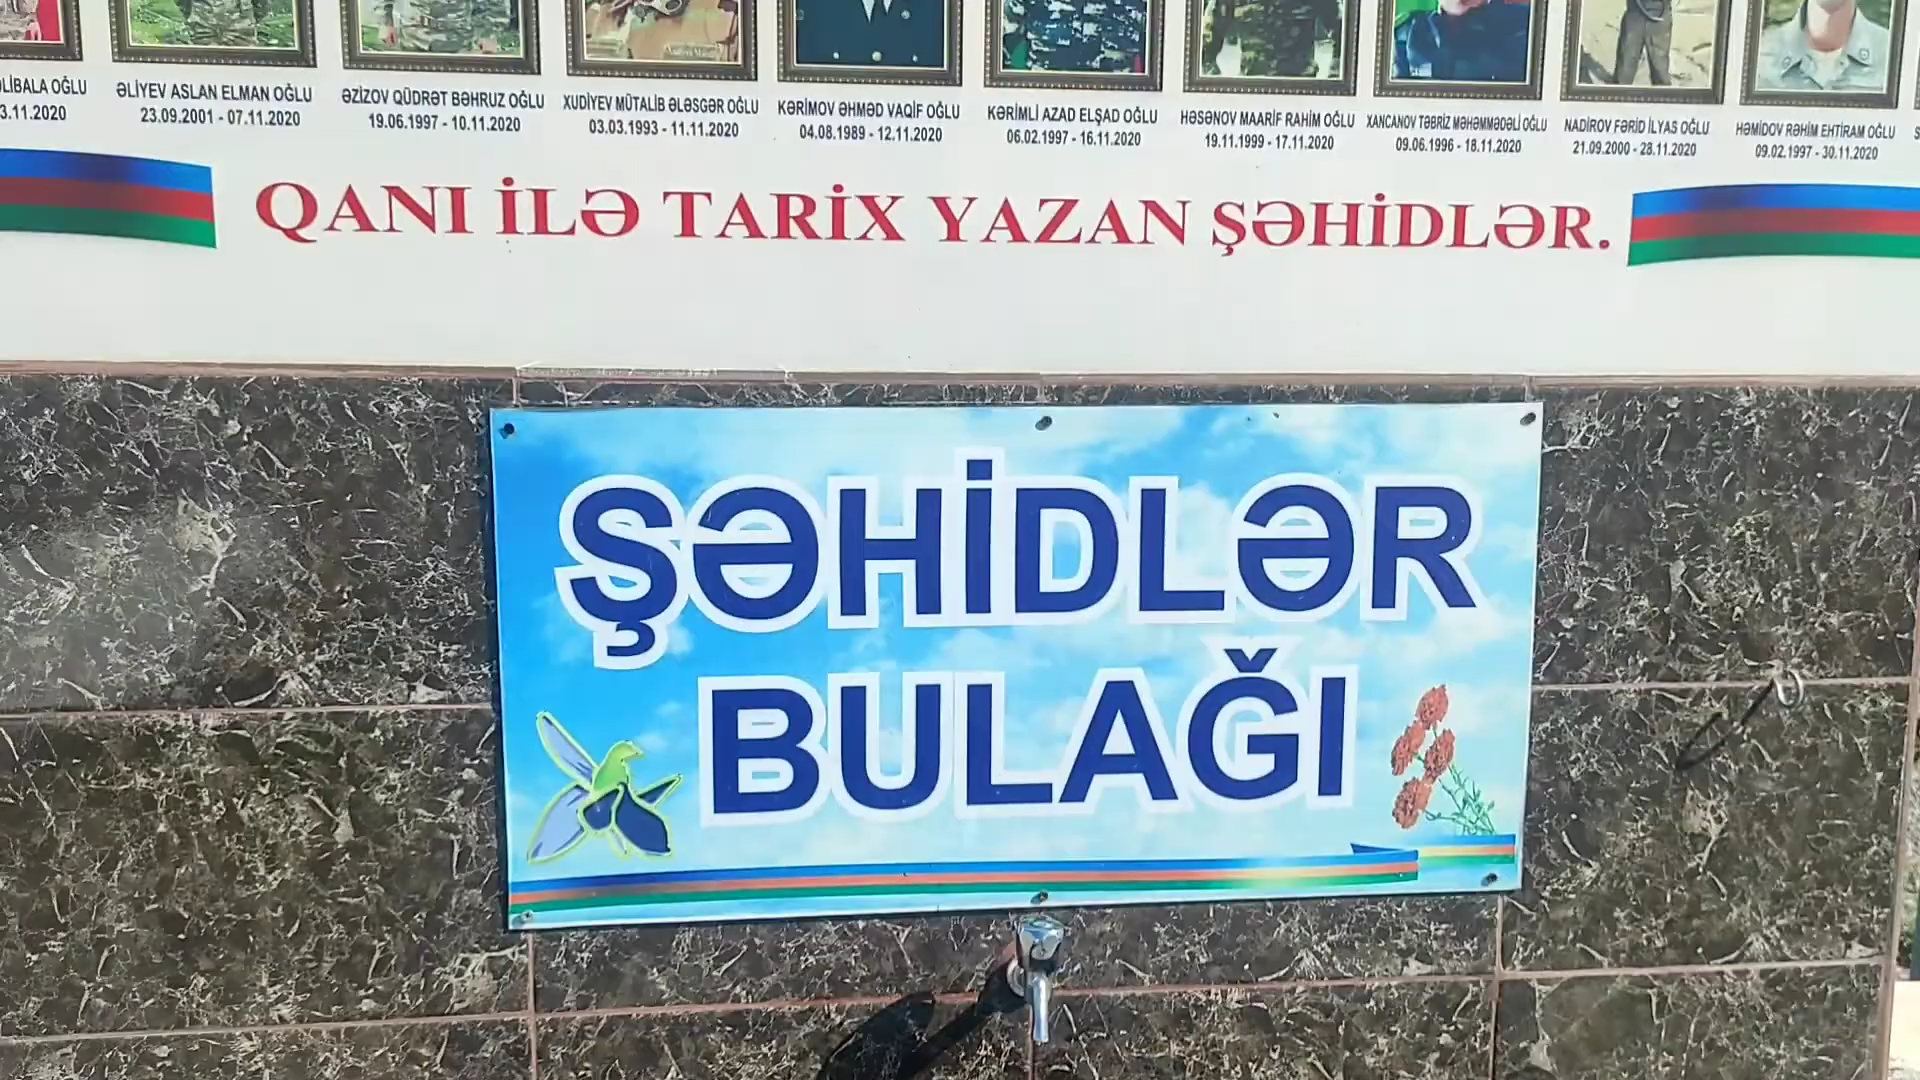 ƏLİBALA OĞLU
3.11.2020
ƏLİYEV ASLAN ELMAN OĞLU
23.09.2001 - 07.11.2020
ƏZİZOV QÜDRƏT BƏHRUZ OĞLU
19.06.1997 - 10.11.2020
XUDİYEV MÜTALİB ƏLƏSGƏR OĞLU
03.03.1993 - 11.11.2020
KƏRİMOV ƏHMƏD VAQİF OĞLU
04.08.1989 - 12.11.2020
KƏRİMLİ AZAD ELŞAD OĞLU
06.02.1997 - 16.11.2020
HƏSƏNOV MAARİF RAHİM OĞLU
19.11.1999 - 17.11.2020
XANCANOV TƏBRİZ MƏHƏMMƏDƏLİ OĞLU
09.06.1996 - 18.11.2020
NADİROV FƏRİD İLYAS OĞLU
21.09.2000 - 28.11.2020
HƏMİDOV RƏHİM EHTİRAM OĞLU
09.02.1997 - 30.11.2020
QANI İLƏ TARİX YAZAN ŞƏHİDLƏR.
ŞƏHİDLƏR
BULAĞI